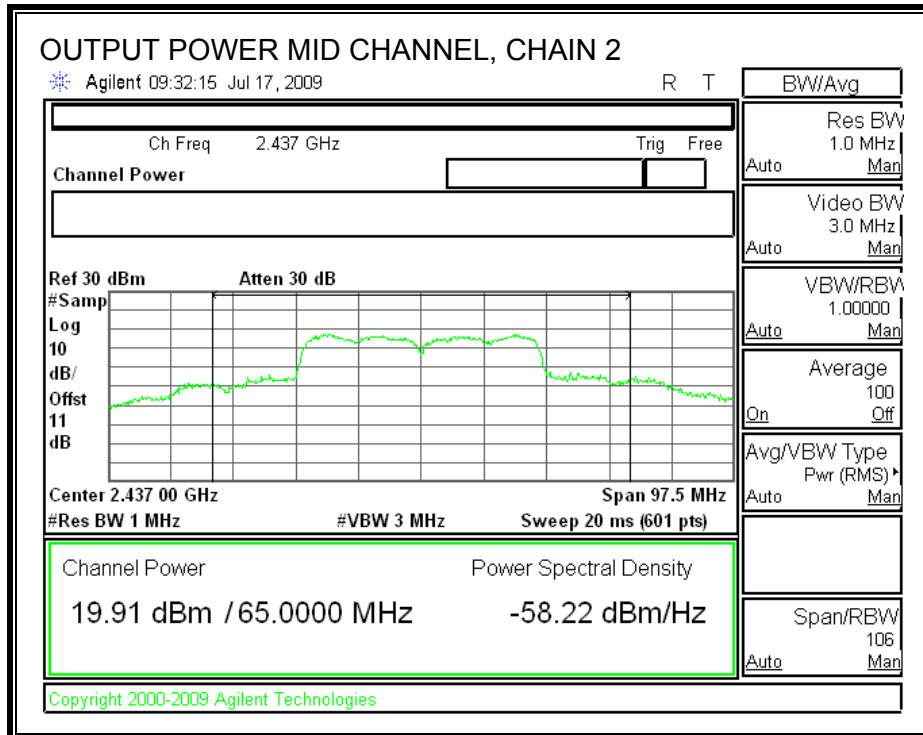 OUTPUT POWER MID CHANNEL, CHAIN 2
Agilent 09:32:15 Jul 17, 2009 R T
Ch Freq 2.437 GHz Trig Free
Channel Power
Ref 30 dBm Atten 30 dB
#Samp
Log
10
dB/
Offst
11
dB
Center 2.437 00 GHz Span 97.5 MHz
#Res BW 1 MHz #VBW 3 MHz Sweep 20 ms (601 pts)
Channel Power Power Spectral Density
19.91 dBm / 65.0000 MHz -58.22 dBm/Hz
Copyright 2000-2009 Agilent Technologies
BW/Avg
Res BW
1.0 MHz
Auto Man
Video BW
3.0 MHz
Auto Man
VBW/RBW
1.00000
Auto Man
Average
100
On Off
Avg/VBW Type
Pwr (RMS)
Auto Man
Span/RBW
106
Auto Man